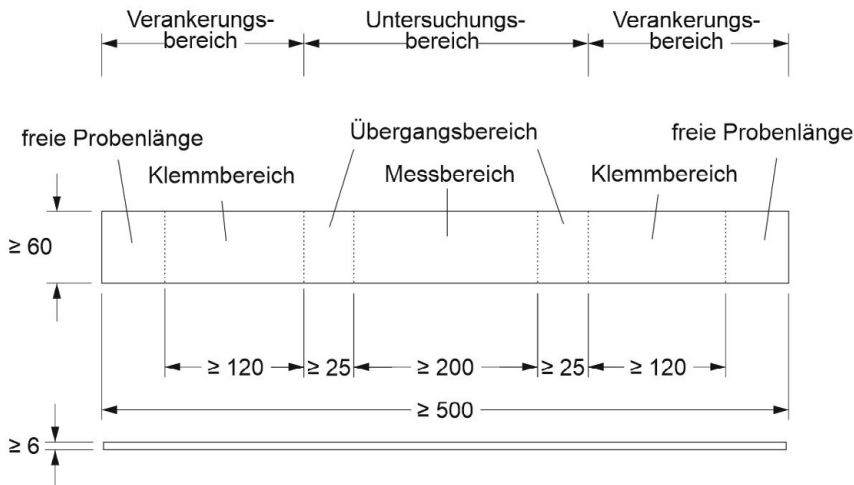 Verankerungs-
bereich
Untersuchungs-
bereich
Verankerungs-
bereich
freie Probenlänge
Übergangsbereich
freie Probenlänge
Klemmbereich
Messbereich
Klemmbereich
≥ 60
≥ 120
≥ 25
≥ 200
≥ 25
≥ 120
≥ 500
≥ 6